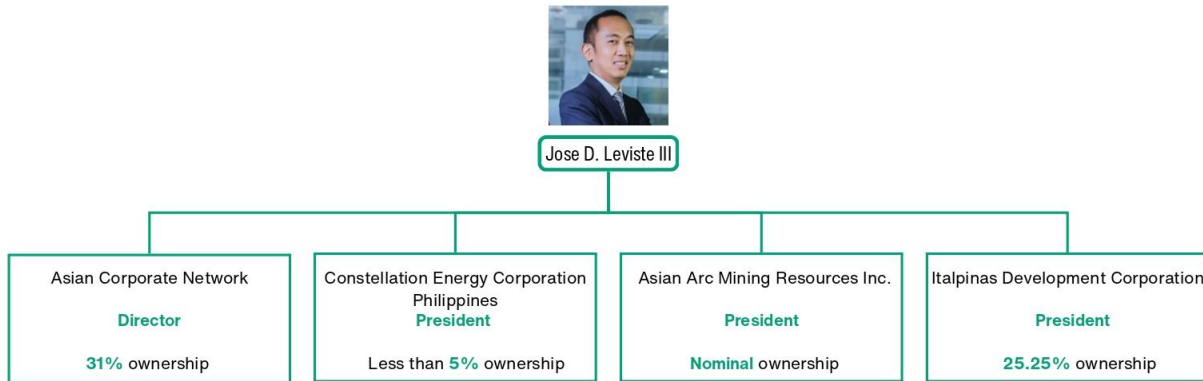 Jose D. Leviste III
Asian Corporate Network
Director
31% ownership
Constellation Energy Corporation
Philippines
President
Less than 5% ownership
Asian Arc Mining Resources Inc.
President
Nominal ownership
Italpinas Development Corporation
President
25.25% ownership